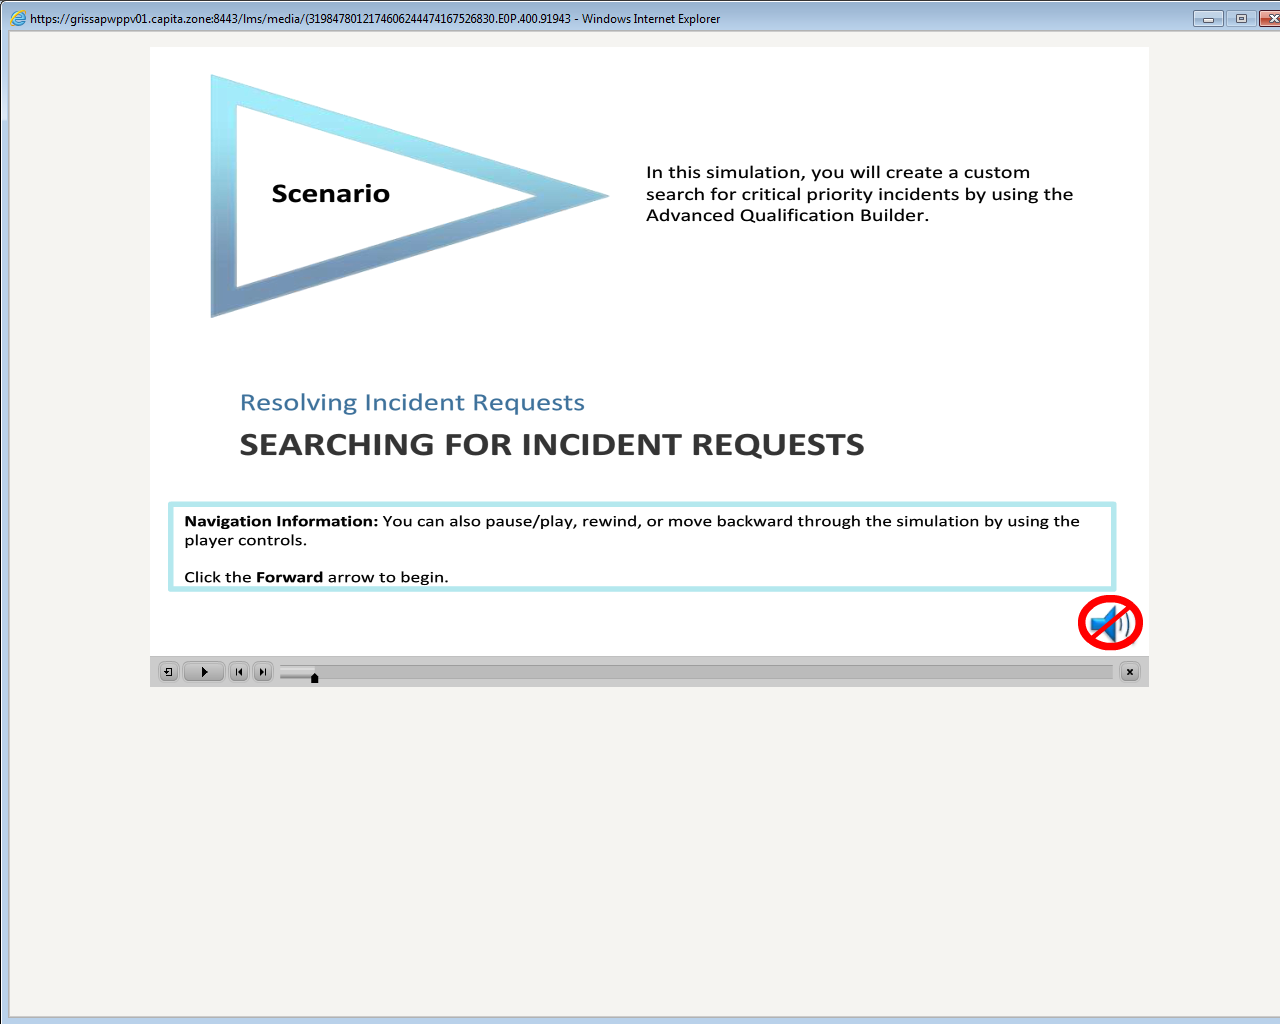 https://grissapwppv01.capita.zone:8443/lms/media/(3198478012174606244474167526830.E0P.400.91943 - Windows Internet Explorer
Scenario
In this simulation, you will create a custom
search for critical priority incidents by using the
Advanced Qualification Builder.
Resolving Incident Requests
SEARCHING FOR INCIDENT REQUESTS
Navigation Information: You can also pause/play, rewind, or move backward through the simulation by using the
player controls.
Click the Forward arrow to begin.